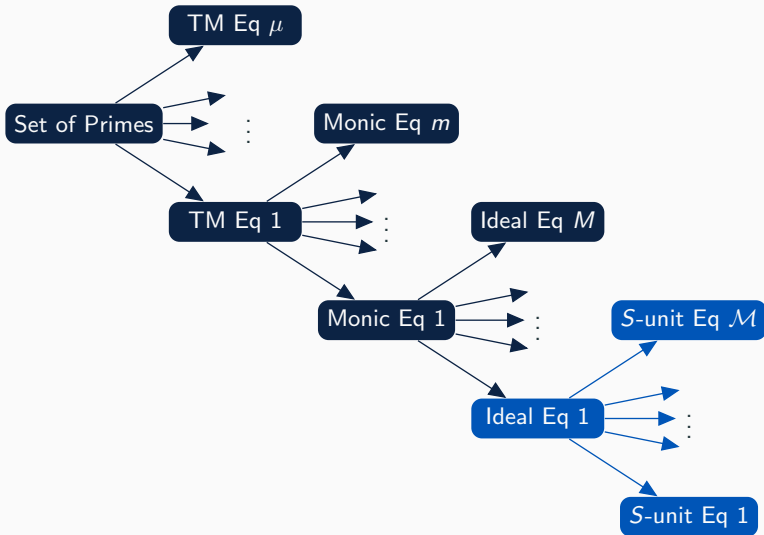 TM Eq μ
Set of Primes
⋮
Monic Eq m
TM Eq 1
⋮
Ideal Eq M
Monic Eq 1
⋮
S-unit Eq ℳ
Ideal Eq 1
⋮
S-unit Eq 1